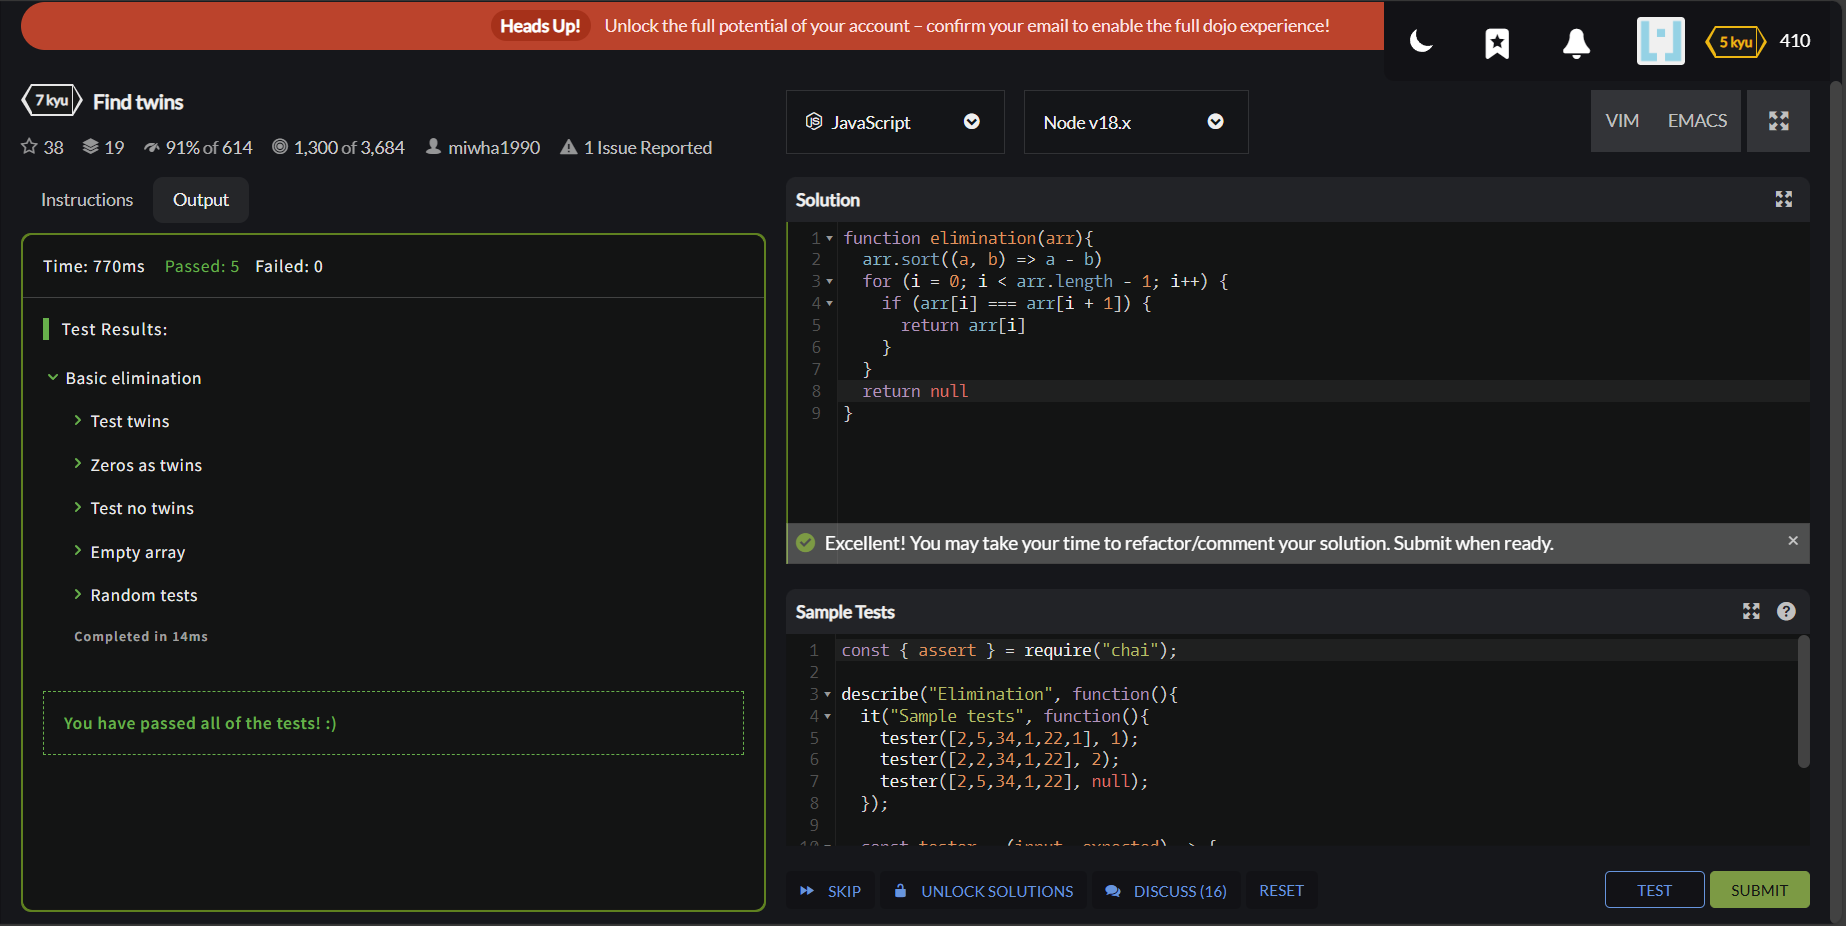 Heads Up! Unlock the full potential of your account – confirm your email to enable the full dojo experience!
5 kyu 410
7 kyu Find twins
38 19 91% of 614 1,300 of 3,684 miwha1990 1 Issue Reported
Instructions Output
Time: 770ms Passed: 5 Failed: 0
Test Results:
Basic elimination
Test twins
Zeros as twins
Test no twins
Empty array
Random tests
Completed in 14ms
You have passed all of the tests! :)
JavaScript
Node v18.x
VIM EMACS
Solution
1 function elimination(arr){
2 arr.sort((a, b) => a - b)
3 for (i = 0; i < arr.length - 1; i++) {
4 if (arr[i] === arr[i + 1]) {
5 return arr[i]
6 }
7 }
8 return null
9 }
Excellent! You may take your time to refactor/comment your solution. Submit when ready.
Sample Tests
1 const { assert } = require("chai");
2
3 describe("Elimination", function(){
4 it("Sample tests", function(){
5 tester([2,5,34,1,22,1], 1);
6 tester([2,2,34,1,22], 2);
7 tester([2,5,34,1,22], null);
8 });
9
SKIP UNLOCK SOLUTIONS DISCUSS (16) RESET TEST SUBMIT